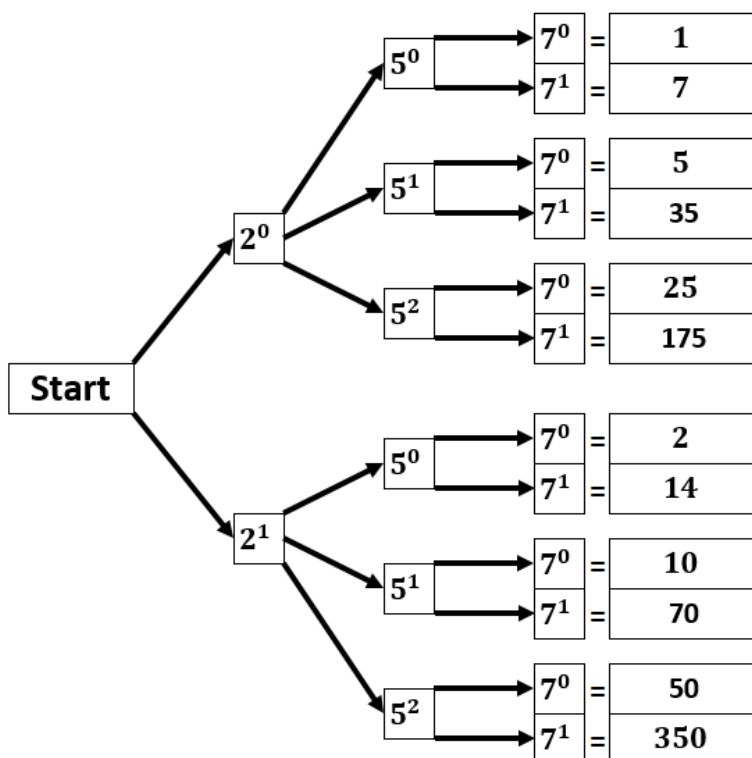 5⁰ 7⁰ = 1
7¹ = 7
5¹ 7⁰ = 5
7¹ = 35
2⁰
5² 7⁰ = 25
7¹ = 175
Start
5⁰ 7⁰ = 2
7¹ = 14
2¹
5¹ 7⁰ = 10
7¹ = 70
5² 7⁰ = 50
7¹ = 350